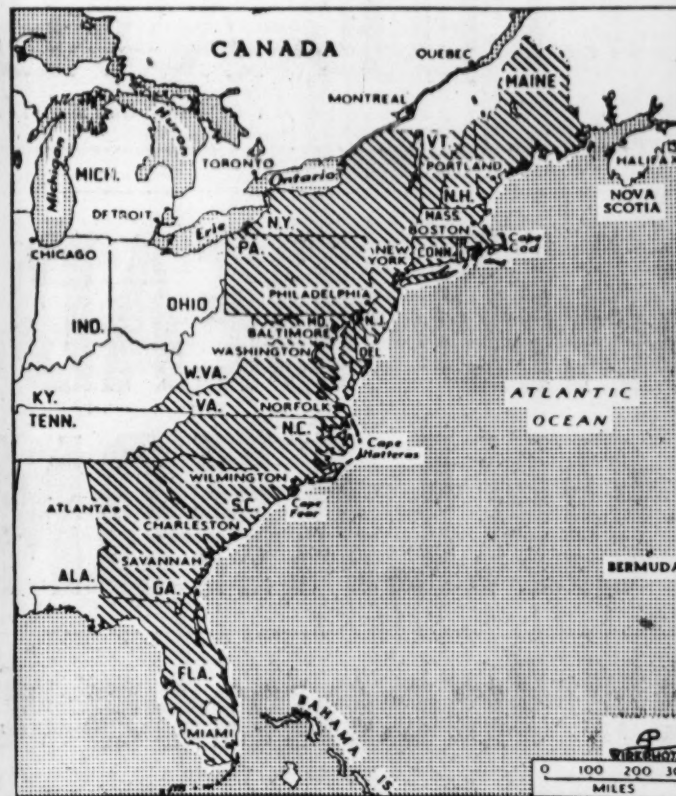 CANADA
QUEBEC
MAINE
MONTREAL
Huron
VT.
PORTLAND
HALIFAX
TORONTO
Ontario
Michigan
MICH.
N.H.
NOVA
SCOTIA
DETROIT
Erie
N.Y.
MASS.
BOSTON
Cape
Cod
CHICAGO
PA.
NEW
YORK
CONN.
OHIO
PHILADELPHIA
IND.
MD.
N.J.
BALTIMORE
WASHINGTON
DEL.
W.VA.
KY.
VA.
NORFOLK
ATLANTIC
OCEAN
TENN.
N.C.
Cape
Hatteras
WILMINGTON
ATLANTA
S.C.
Cape
Fear
CHARLESTON
SAVANNAH
BERMUDA
ALA.
GA.
FLA.
BAHAMA IS.
MIAMI
0 100 200
MILES